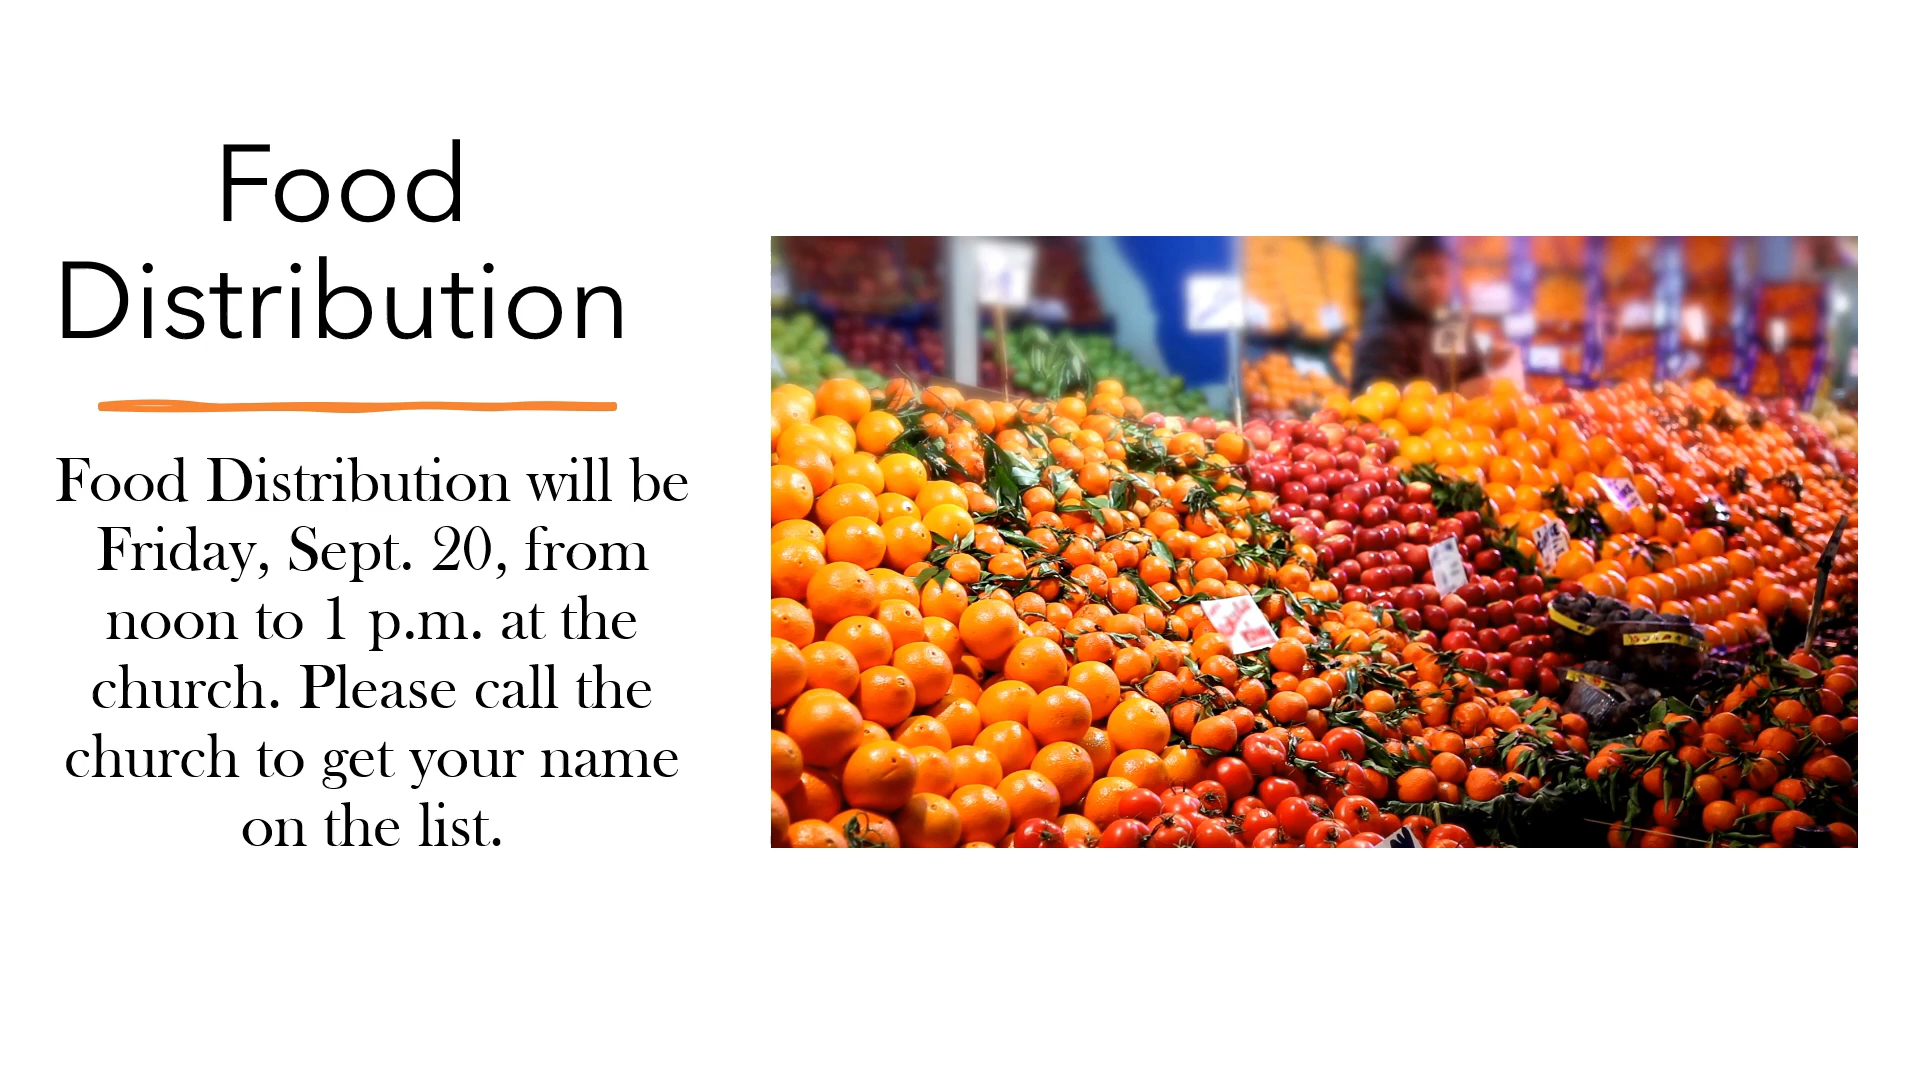 Food
Distribution
Food Distribution will be
Friday, Sept. 20, from
noon to 1 p.m. at the
church. Please call the
church to get your name
on the list.